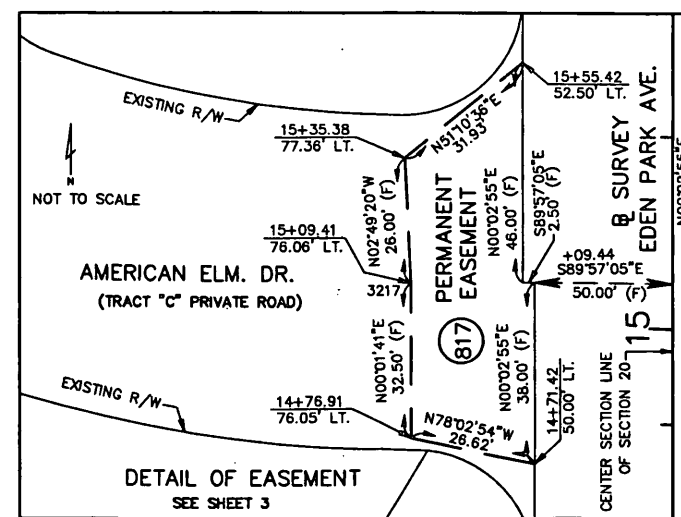 EXISTING R/W
15+55.42
52.50' LT.
N51°10'36"E
31.93'
15+35.38
77.36' LT.
N
NOT TO SCALE
N02°49'20"W
26.00' (F)
PERMANENT
EASEMENT
817
N00°02'55"E
46.00' (F)
S89°57'05"E
2.50' (F)
℄ SURVEY
EDEN PARK AVE.
15+09.41
76.06' LT.
+09.44
S89°57'05"E
50.00' (F)
AMERICAN ELM. DR.
(TRACT "C" PRIVATE ROAD)
3217
N00°01'41"E
32.50' (F)
N00°02'55"E
38.00' (F)
15
14+71.42
50.00' LT.
EXISTING R/W
14+76.91
76.05' LT.
N78°02'54"W
26.62'
CENTER SECTION LINE
OF SECTION 20
DETAIL OF EASEMENT
SEE SHEET 3